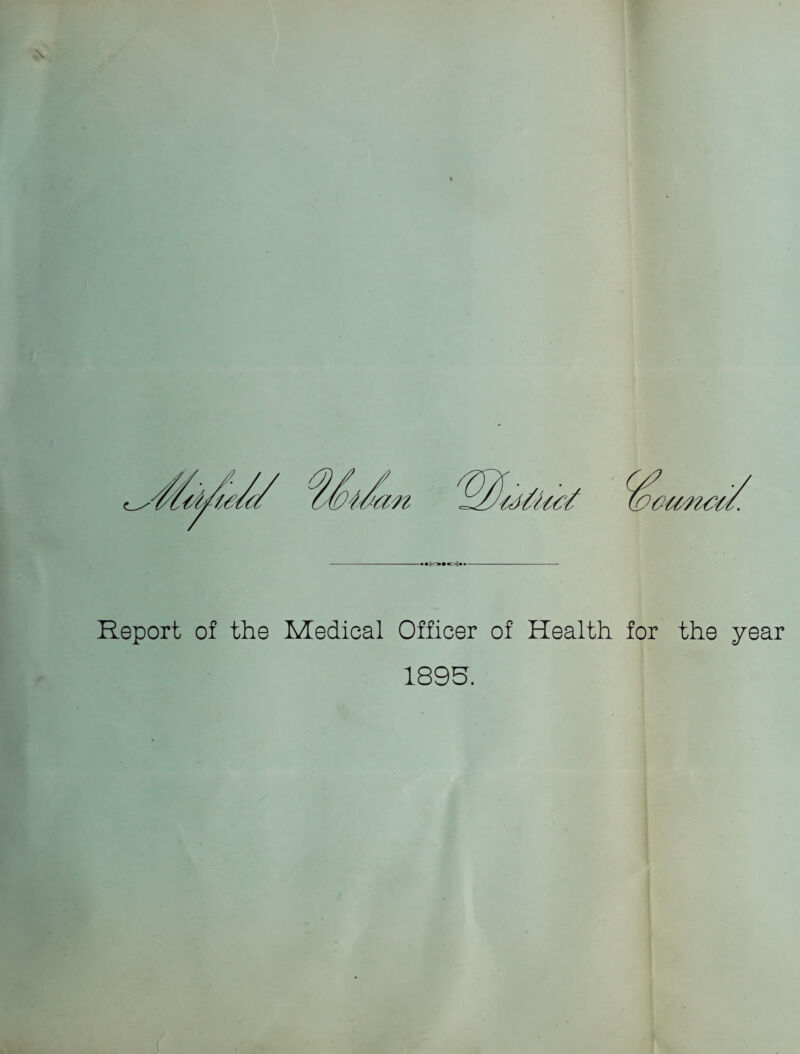 Mirfield Urban District Council.
Report of the Medical Officer of Health for the year
1895.